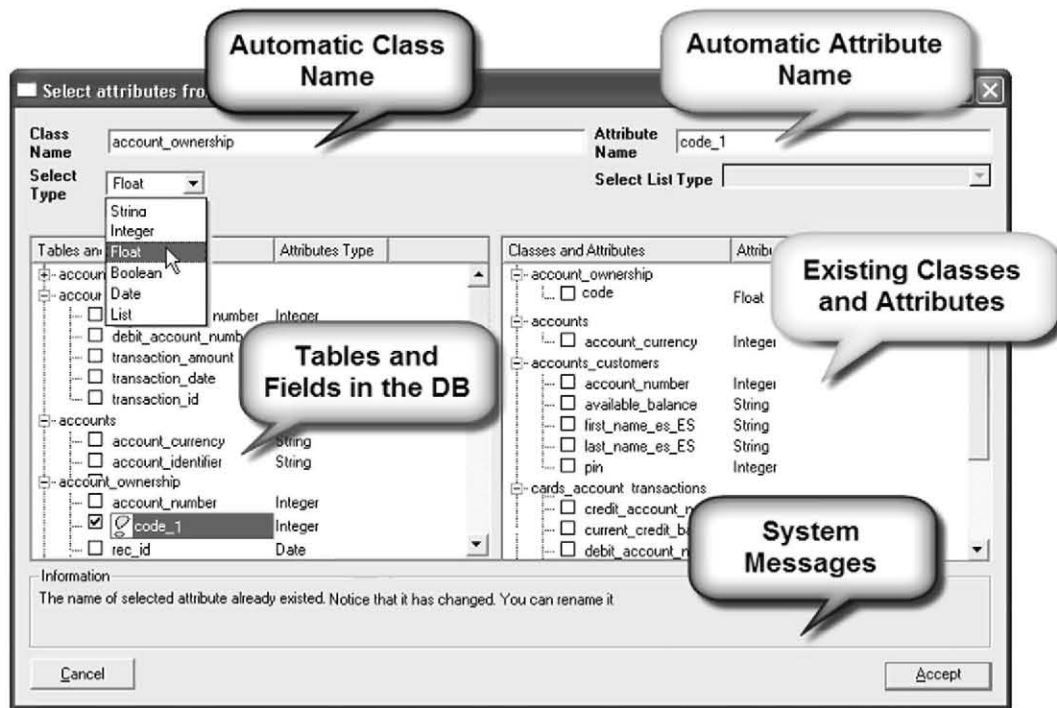 Automatic Class
Name
Automatic Attribute
Name
Select attributes fro
Class
Name
account_ownership
Attribute
Name
code_1
Select
Type
Float
Select List Type
String
Integer
Float
Boolean
Date
List
Tables an
Attributes Type
accoun
accour
number Integer
debit_account_numb
transaction_amount
transaction_date
transaction_id
accounts
account_currency String
account_identifier String
account_ownership
account_number Integer
code_1 Integer
rec_id Date
Tables and
Fields in the DB
Classes and Attributes Attribu
account_ownership
code Float
accounts
account_currency Integer
accounts_customers
account_number Integer
available_balance String
first_name_es_ES String
last_name_es_ES String
pin Integer
cards_account_transactions
credit_account_n
current_credit_ba
debit_account_n
Existing Classes
and Attributes
System
Messages
Information
The name of selected attribute already existed. Notice that it has changed. You can rename it
Cancel
Accept